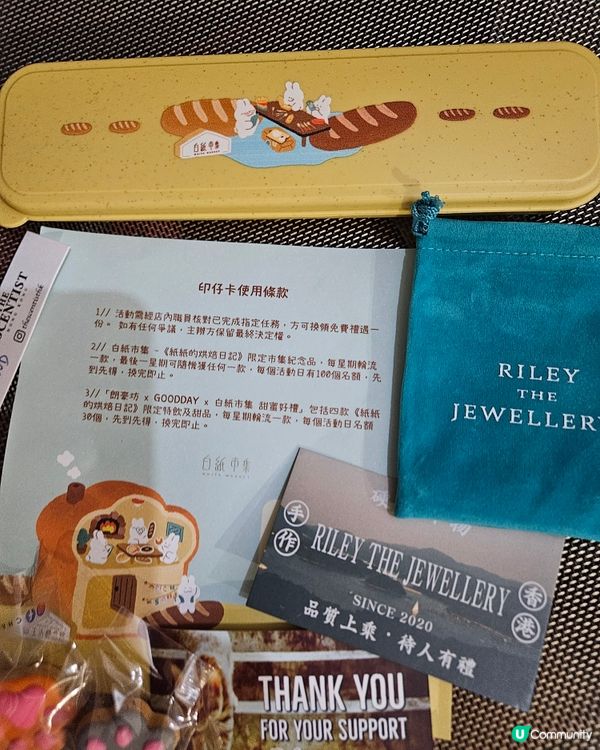 白紙市集
WHITE MARKET
印仔卡使用條款
1// 活動需經店內職員核對已完成指定任務，方可換領免費禮遇一
份。 如有任何爭議，主辦方保留最終決定權。
2// 白紙市集 -《紙紙的烘焙日記》限定市集紀念品，每星期輪流
一款，最後一星期可隨機獲任何一款，每個活動日有100個名額，先
到先得，換完即止。
3//「朗豪坊 x GOODDAY x 白紙市集 甜蜜好禮」包括四款《紙紙
的烘焙日記》限定特飲及甜品，每星期輪流一款，每個活動日名額
30個，先到先得，換完即止。
白紙市集
WHITE MARKET
THE
SCENTIST
RILEY
THE
JEWELLERY
手作
RILEY THE JEWELLERY
SINCE 2020
香港
品質上乘·待人有禮
THANK YOU
FOR YOUR SUPPORT
U Community